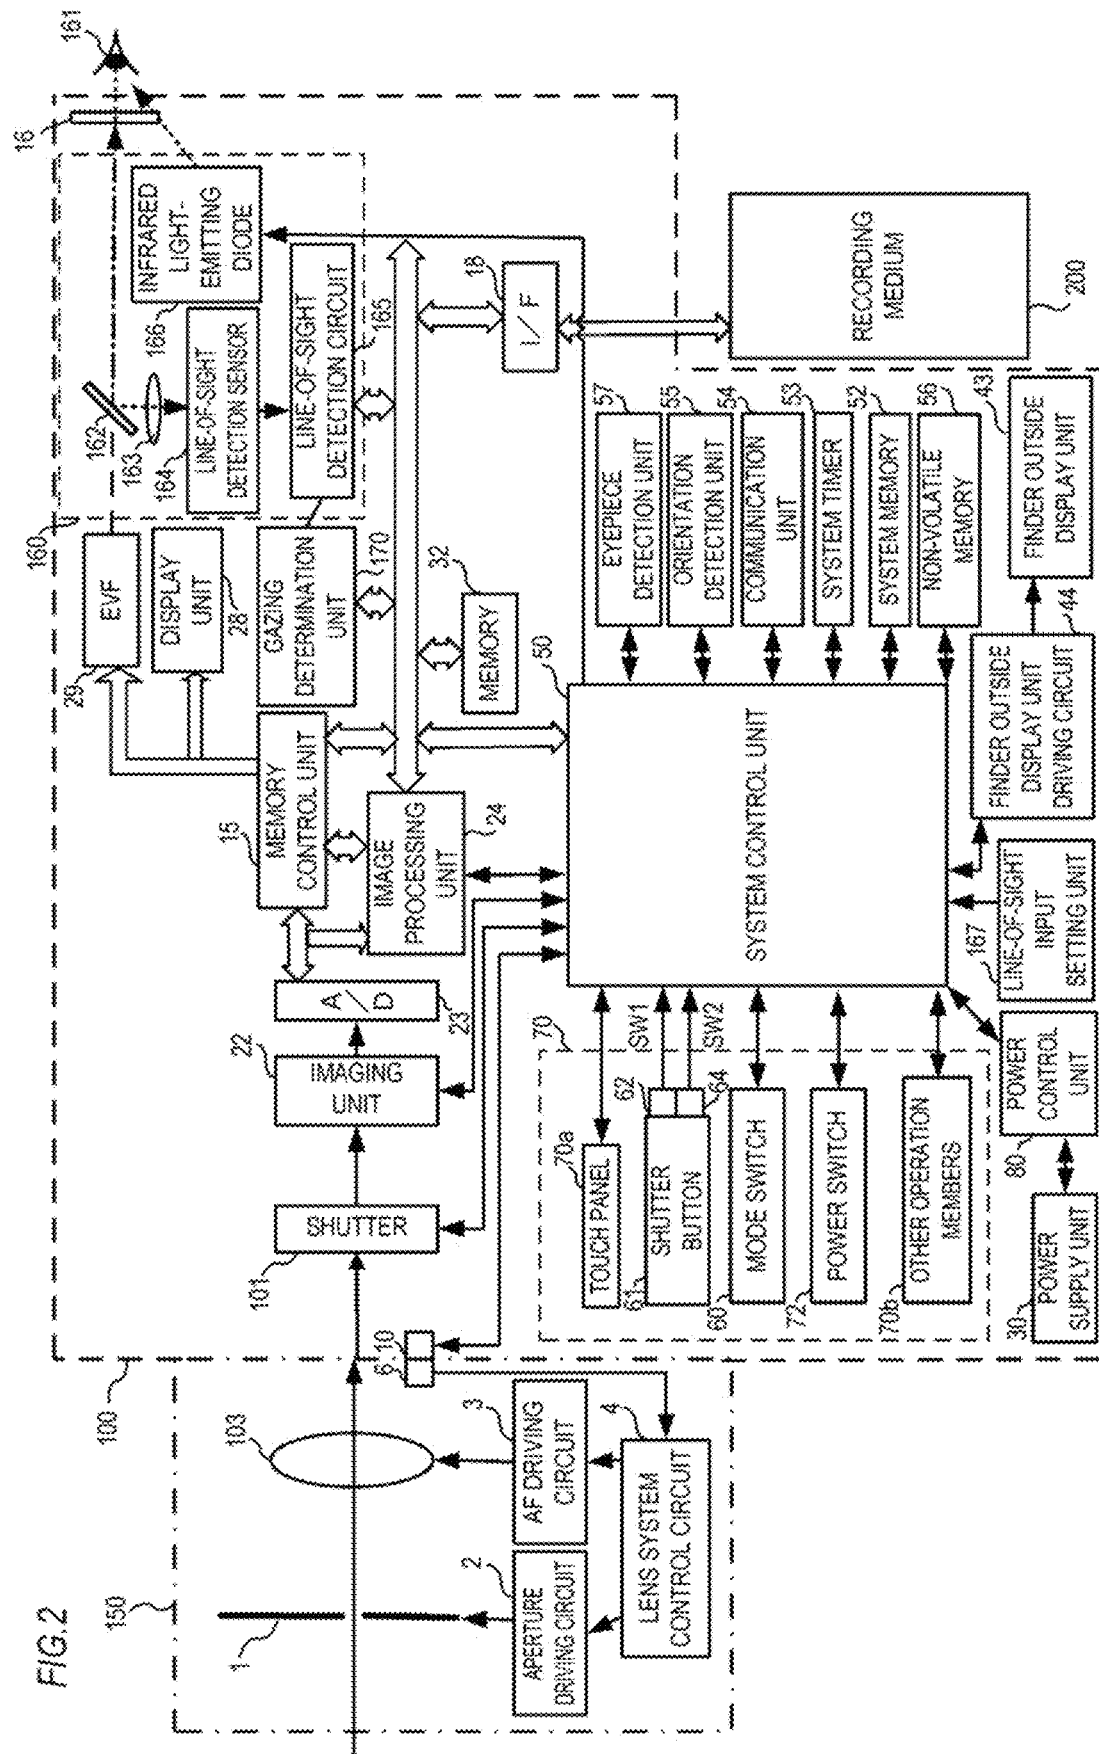 FIG.2
150
1
103
100
2
APERTURE
DRIVING CIRCUIT
3
AF DRIVING
CIRCUIT
4
LENS SYSTEM
CONTROL CIRCUIT
6
10
101
SHUTTER
22
IMAGING
UNIT
23
A/D
15
MEMORY
CONTROL UNIT
24
IMAGE
PROCESSING
UNIT
29
EVF
28
DISPLAY
UNIT
170
GAZING
DETERMINATION
UNIT
32
MEMORY
160
162
163
164
LINE-OF-SIGHT
DETECTION SENSOR
165
LINE-OF-SIGHT
DETECTION CIRCUIT
166
INFRARED
LIGHT-
EMITTING
DIODE
16
161
18
I/F
RECORDING
MEDIUM
200
50
SYSTEM CONTROL UNIT
57
EYEPIECE
DETECTION UNIT
55
ORIENTATION
DETECTION UNIT
54
COMMUNICATION
UNIT
53
SYSTEM TIMER
52
SYSTEM MEMORY
56
NON-VOLATILE
MEMORY
43
FINDER OUTSIDE
DISPLAY UNIT
44
FINDER OUTSIDE
DISPLAY UNIT
DRIVING CIRCUIT
167
LINE-OF-SIGHT
INPUT
SETTING UNIT
80
POWER
CONTROL
UNIT
30
POWER
SUPPLY UNIT
70
70a
TOUCH PANEL
SW1
SW2
62
64
61
SHUTTER
BUTTON
60
MODE SWITCH
72
POWER SWITCH
70b
OTHER OPERATION
MEMBERS